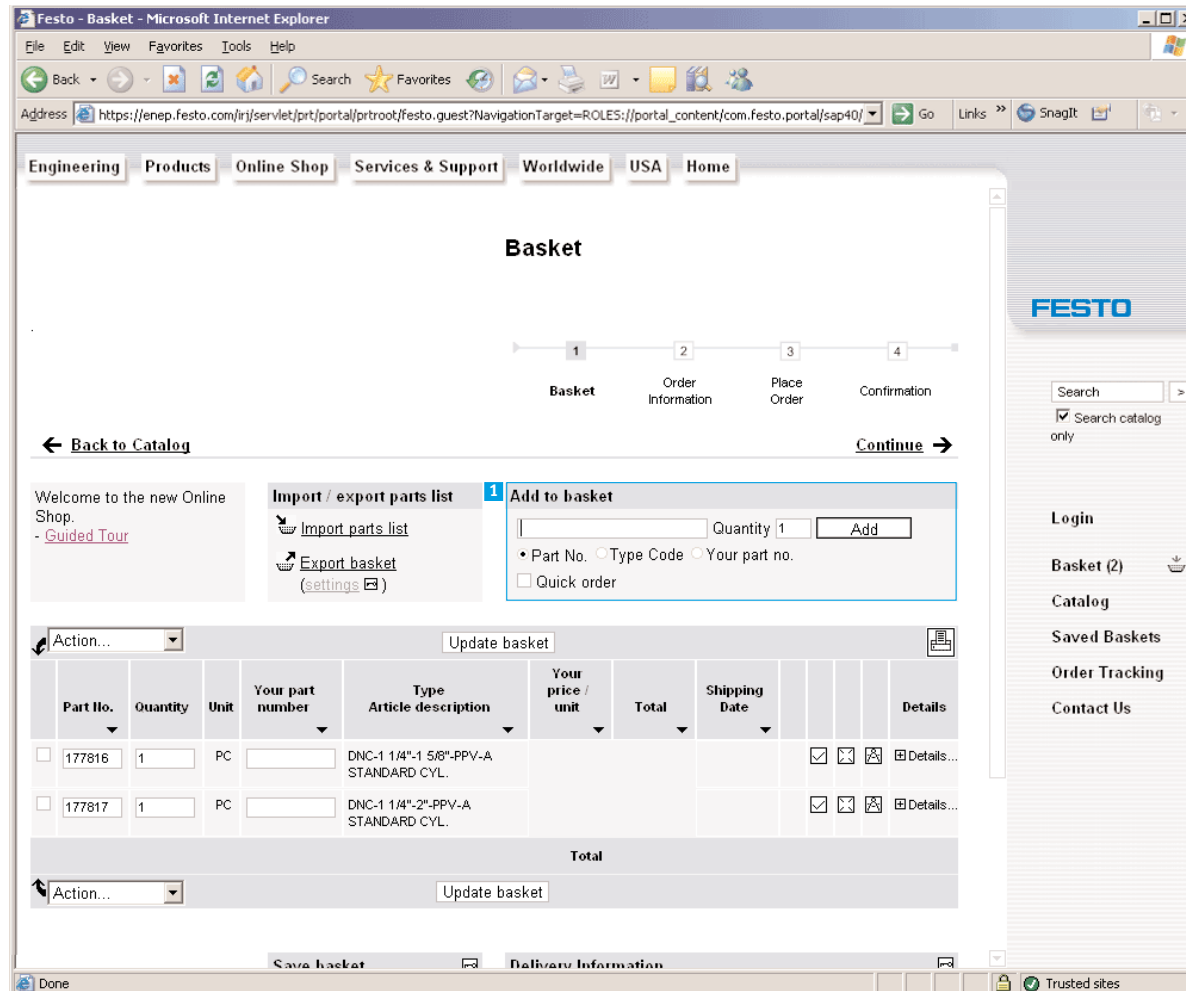 Festo - Basket - Microsoft Internet Explorer
File Edit View Favorites Tools Help
Back Search Favorites
Address https://enep.festo.com/irj/servlet/prt/portal/prtroot/festo.guest?NavigationTarget=ROLES://portal_content/com.festo.portal/sap40/ Go Links » SnagIt
Engineering Products Online Shop Services & Support Worldwide USA Home
Basket
FESTO
.
1 2 3 4
Basket Order Information Place Order Confirmation
Search >
Search catalog only
Back to Catalog Continue
Welcome to the new Online Shop.
- Guided Tour
Import / export parts list
Import parts list
Export basket
(settings )
1 Add to basket
Quantity 1 Add
Part No. Type Code Your part no.
Quick order
Login
Basket (2)
Catalog
Saved Baskets
Order Tracking
Contact Us
Action... Update basket
Part No. Quantity Unit Your part number Type Article description Your price / unit Total Shipping Date Details
177816 1 PC DNC-1 1/4"-1 5/8"-PPV-A STANDARD CYL. Details...
177817 1 PC DNC-1 1/4"-2"-PPV-A STANDARD CYL. Details...
Total
Action... Update basket
Save basket Delivery Information
Done Trusted sites